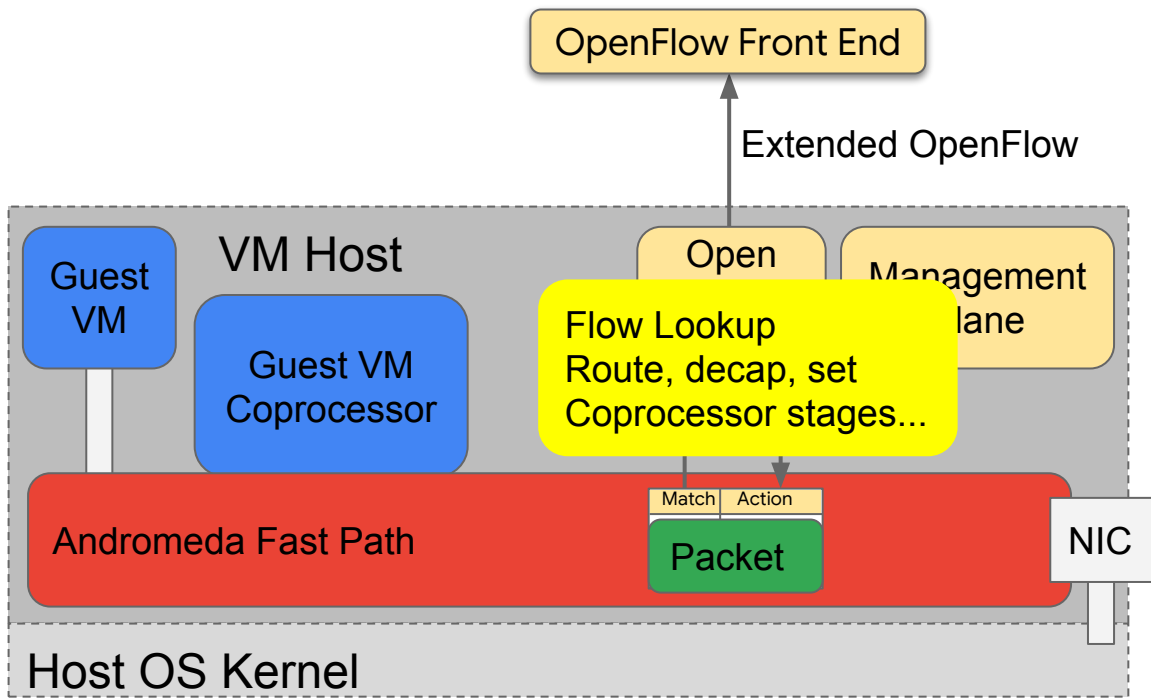 OpenFlow Front End
Extended OpenFlow
Guest
VM
VM Host
Guest VM
Coprocessor
Open
Management
lane
Flow Lookup
Route, decap, set
Coprocessor stages...
Match
Action
Packet
Andromeda Fast Path
NIC
Host OS Kernel